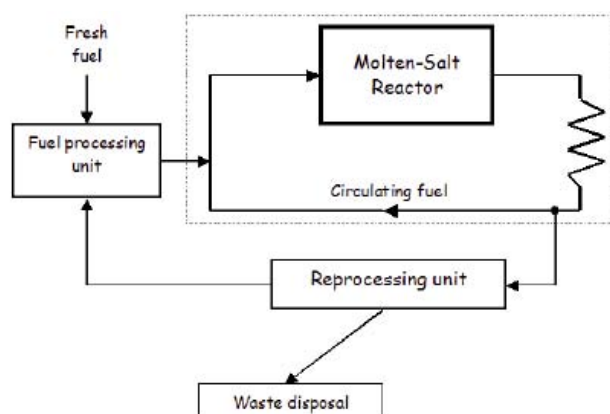 Fresh
fuel
Molten-Salt
Reactor
Fuel processing
unit
Circulating fuel
Reprocessing unit
Waste disposal